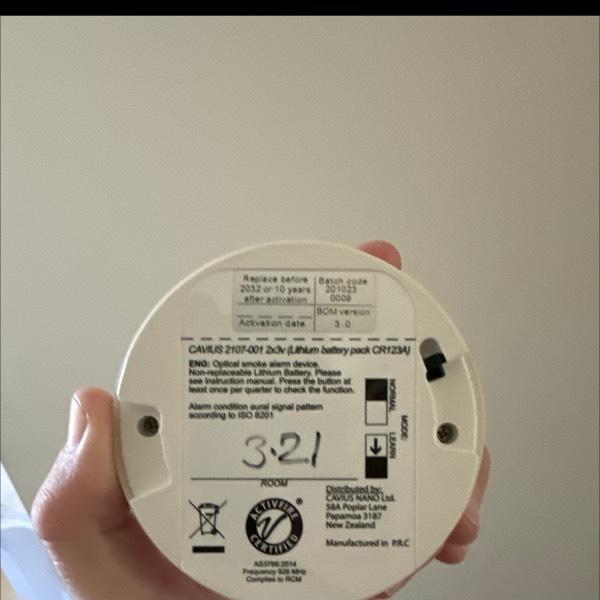 Replace before
2032 or 10 years
after activation
Activation date
Batch code
201023
0009
BOM version
3.0
CAVIUS 2107-001 2x3v (Lithium battery pack CR123A)
ENG: Optical smoke alarm device.
Non-replaceable Lithium Battery. Please
see instruction manual. Press the button at
least once per quarter to check the function.
Alarm condition aural signal pattern
according to ISO 8201
NORMAL
MODE:
LEARN
3.21
ROOM
ACTIVFIRE
®
CERTIFIED
Distributed by:
CAVIUS NANO Ltd.
58A Poplar Lane
Papamoa 3187
New Zealand
Manufactured in P.R.C
AS3786:2014
Frequency 926 MHz
Complies to RCM